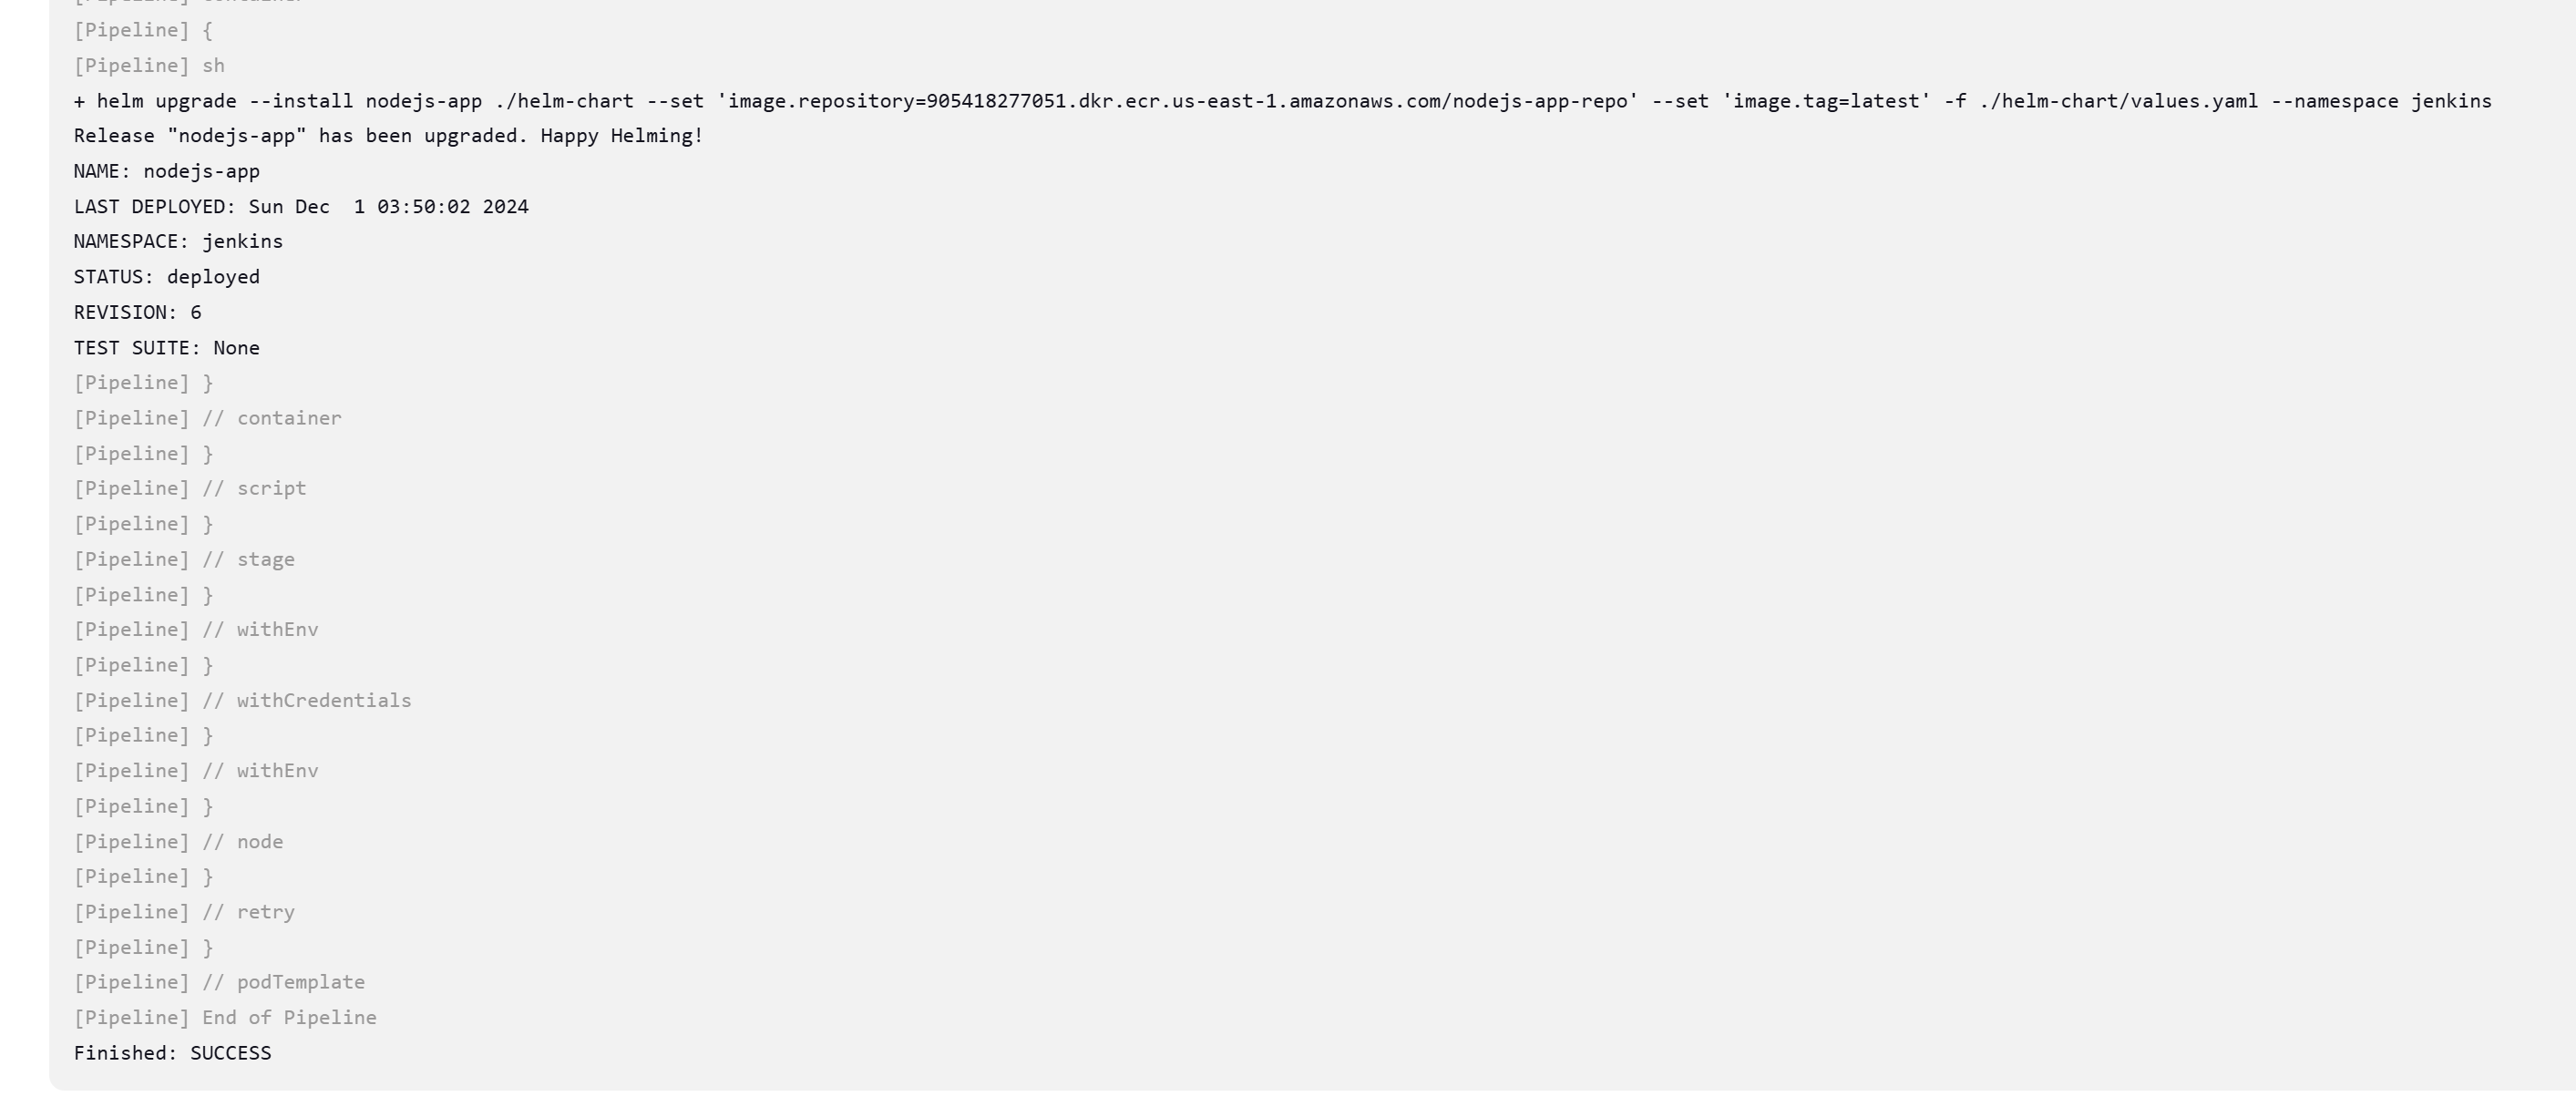 [Pipeline] container
[Pipeline] {
[Pipeline] sh
+ helm upgrade --install nodejs-app ./helm-chart --set 'image.repository=905418277051.dkr.ecr.us-east-1.amazonaws.com/nodejs-app-repo' --set 'image.tag=latest' -f ./helm-chart/values.yaml --namespace jenkins
Release "nodejs-app" has been upgraded. Happy Helming!
NAME: nodejs-app
LAST DEPLOYED: Sun Dec  1 03:50:02 2024
NAMESPACE: jenkins
STATUS: deployed
REVISION: 6
TEST SUITE: None
[Pipeline] }
[Pipeline] // container
[Pipeline] }
[Pipeline] // script
[Pipeline] }
[Pipeline] // stage
[Pipeline] }
[Pipeline] // withEnv
[Pipeline] }
[Pipeline] // withCredentials
[Pipeline] }
[Pipeline] // withEnv
[Pipeline] }
[Pipeline] // node
[Pipeline] }
[Pipeline] // retry
[Pipeline] }
[Pipeline] // podTemplate
[Pipeline] End of Pipeline
Finished: SUCCESS